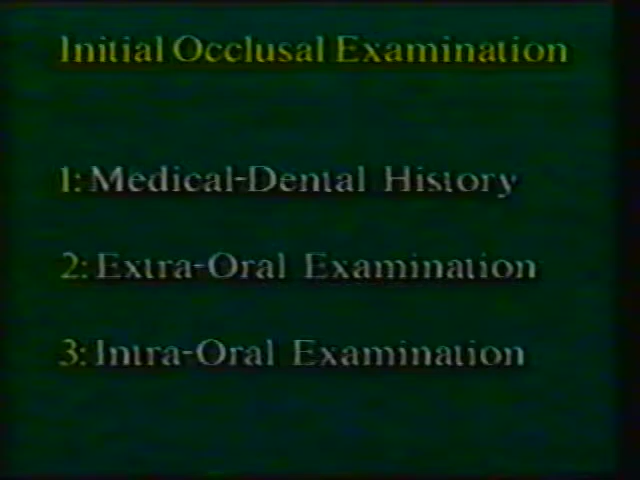 Initial Occlusal Examination
1: Medical-Dental History
2: Extra-Oral Examination
3: Intra-Oral Examination